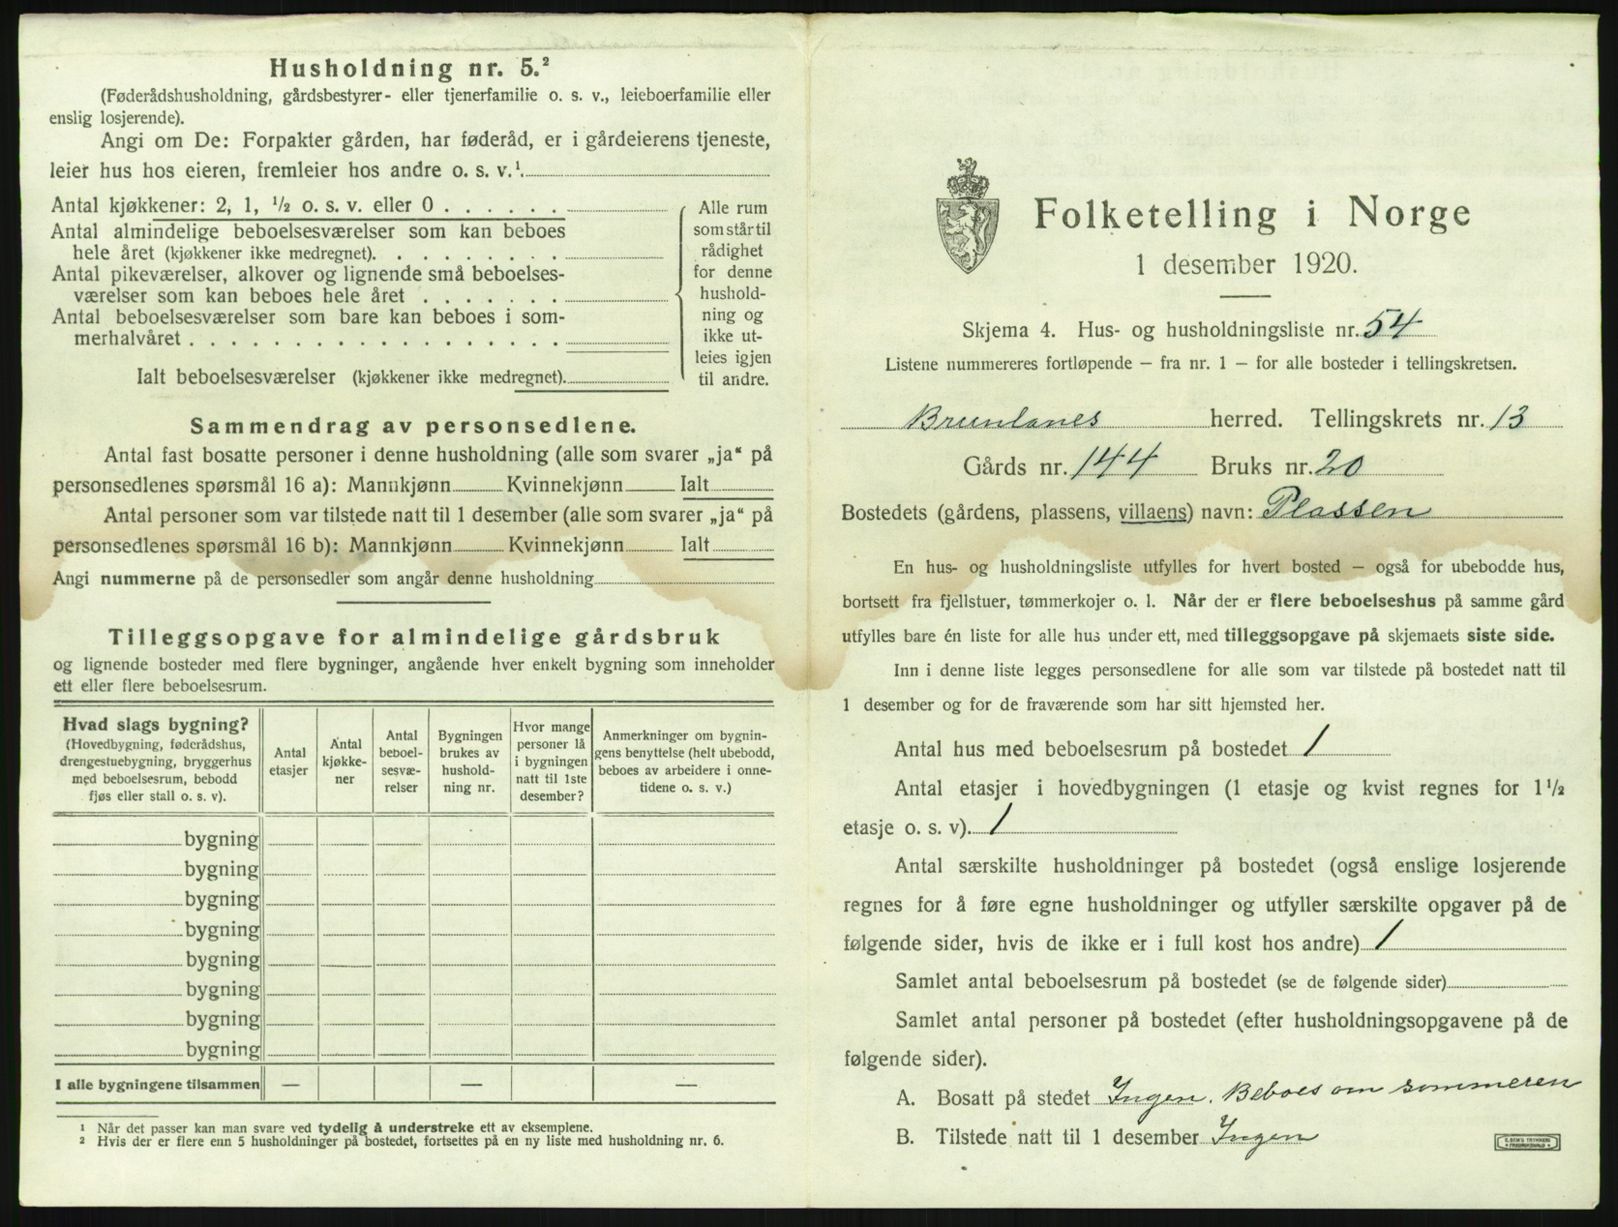 Husholdning nr. 5.²
(Føderådshusholdning, gårdsbestyrer- eller tjenerfamilie o. s. v., leieboerfamilie eller
enslig losjerende).
Angi om De: Forpakter gården, har føderåd, er i gårdeierens tjeneste,
leier hus hos eieren, fremleier hos andre o. s. v.¹.
Antal kjøkkener: 2, 1, ½ o. s. v. eller 0 . . . . . .
Antal almindelige beboelsesværelser som kan beboes
hele året (kjøkkener ikke medregnet). . . . . . . . .
Antal pikeværelser, alkover og lignende små beboelses-
værelser som kan beboes hele året . . . . . . .
Antal beboelsesværelser som bare kan beboes i som-
merhalvåret . . . . . . . . . . . . . . . . . .
Ialt beboelsesværelser (kjøkkener ikke medregnet).
Alle rum
som står til
rådighet
for denne
hushold-
ning og
ikke ut-
leies igjen
til andre.
Sammendrag av personsedlene.
Antal fast bosatte personer i denne husholdning (alle som svarer „ja“ på
personsedlenes spørsmål 16 a): Mannkjønn Kvinnekjønn Ialt
Antal personer som var tilstede natt til 1 desember (alle som svarer „ja“ på
personsedlenes spørsmål 16 b): Mannkjønn Kvinnekjønn Ialt
Angi nummerne på de personsedler som angår denne husholdning
Tilleggsopgave for almindelige gårdsbruk
og lignende bosteder med flere bygninger, angående hver enkelt bygning som inneholder
ett eller flere beboelsesrum.
Hvad slags bygning?
(Hovedbygning, føderådshus,
drengestuebygning, bryggerhus
med beboelsesrum, bebodd
fjøs eller stall o. s. v.).
Antal
etasjer
Antal
kjøkke-
ner
Antal
beboel-
sesvæ-
relser
Bygningen
brukes av
hushold-
ning nr.
Hvor mange
personer lå
i bygningen
natt til 1ste
desember?
Anmerkninger om bygnin-
gens benyttelse (helt ubebodd,
beboes av arbeidere i onne-
tidene o. s. v.)
bygning
bygning
bygning
bygning
bygning
bygning
bygning
bygning
I alle bygningene tilsammen — — —
¹ Når det passer kan man svare ved tydelig å understreke ett av eksemplene.
² Hvis der er flere enn 5 husholdninger på bostedet, fortsettes på en ny liste med husholdning nr. 6.
Folketelling i Norge
1 desember 1920.
Skjema 4. Hus- og husholdningsliste nr. 54
Listene nummereres fortløpende – fra nr. 1 – for alle bosteder i tellingskretsen.
Brunlanes herred. Tellingskrets nr. 13
Gårds nr. 144 Bruks nr. 20
Bostedets (gårdens, plassens, villaens) navn: Plassen
En hus- og husholdningsliste utfylles for hvert bosted – også for ubebodde hus,
bortsett fra fjellstuer, tømmerkojer o. l. Når der er flere beboelseshus på samme gård
utfylles bare én liste for alle hus under ett, med tilleggsopgave på skjemaets siste side.
Inn i denne liste legges personsedlene for alle som var tilstede på bostedet natt til
1 desember og for de fraværende som har sitt hjemsted her.
Antal hus med beboelsesrum på bostedet 1
Antal etasjer i hovedbygningen (1 etasje og kvist regnes for 1½
etasje o. s. v). 1
Antal særskilte husholdninger på bostedet (også enslige losjerende
regnes for å føre egne husholdninger og utfyller særskilte opgaver på de
følgende sider, hvis de ikke er i full kost hos andre) 1
Samlet antal beboelsesrum på bostedet (se de følgende sider)
Samlet antal personer på bostedet (efter husholdningsopgavene på de
følgende sider).
A. Bosatt på stedet Ingen. Beboes om sommeren
B. Tilstede natt til 1 desember Ingen